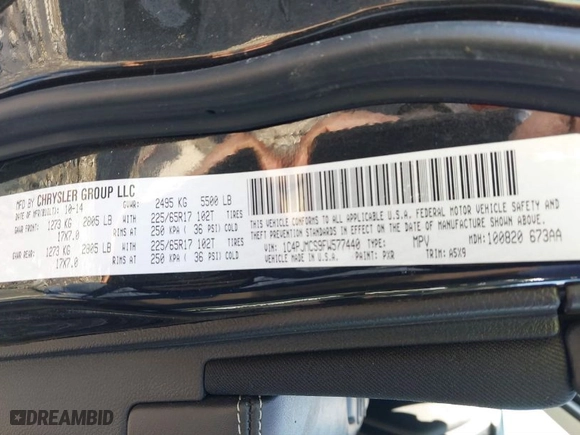 MFD BY CHRYSLER GROUP LLC
DATE OF MFR(BUILT): 10-14 GVWR: 2495 KG 5500 LB
GAWR FRONT: 1273 KG 2805 LB WITH 225/65R17 102T TIRES
17X7.0 RIMS AT 250 KPA ( 36 PSI) COLD
GWR REAR: 1273 KG 2805 LB WITH 225/65R17 102T TIRES
17X7.0 RIMS AT 250 KPA ( 36 PSI) COLD
THIS VEHICLE CONFORMS TO ALL APPLICABLE U.S.A. FEDERAL MOTOR VEHICLE SAFETY AND
THEFT PREVENTION STANDARDS IN EFFECT ON THE DATE OF MANUFACTURE SHOWN ABOVE.
VIN: 1C4PJMCS9FW577440 TYPE: MPV MDH: 100820 673AA
VEHICLE MADE IN U.S.A. PAINT: PXR TRIM: A5X9
DREAMBID